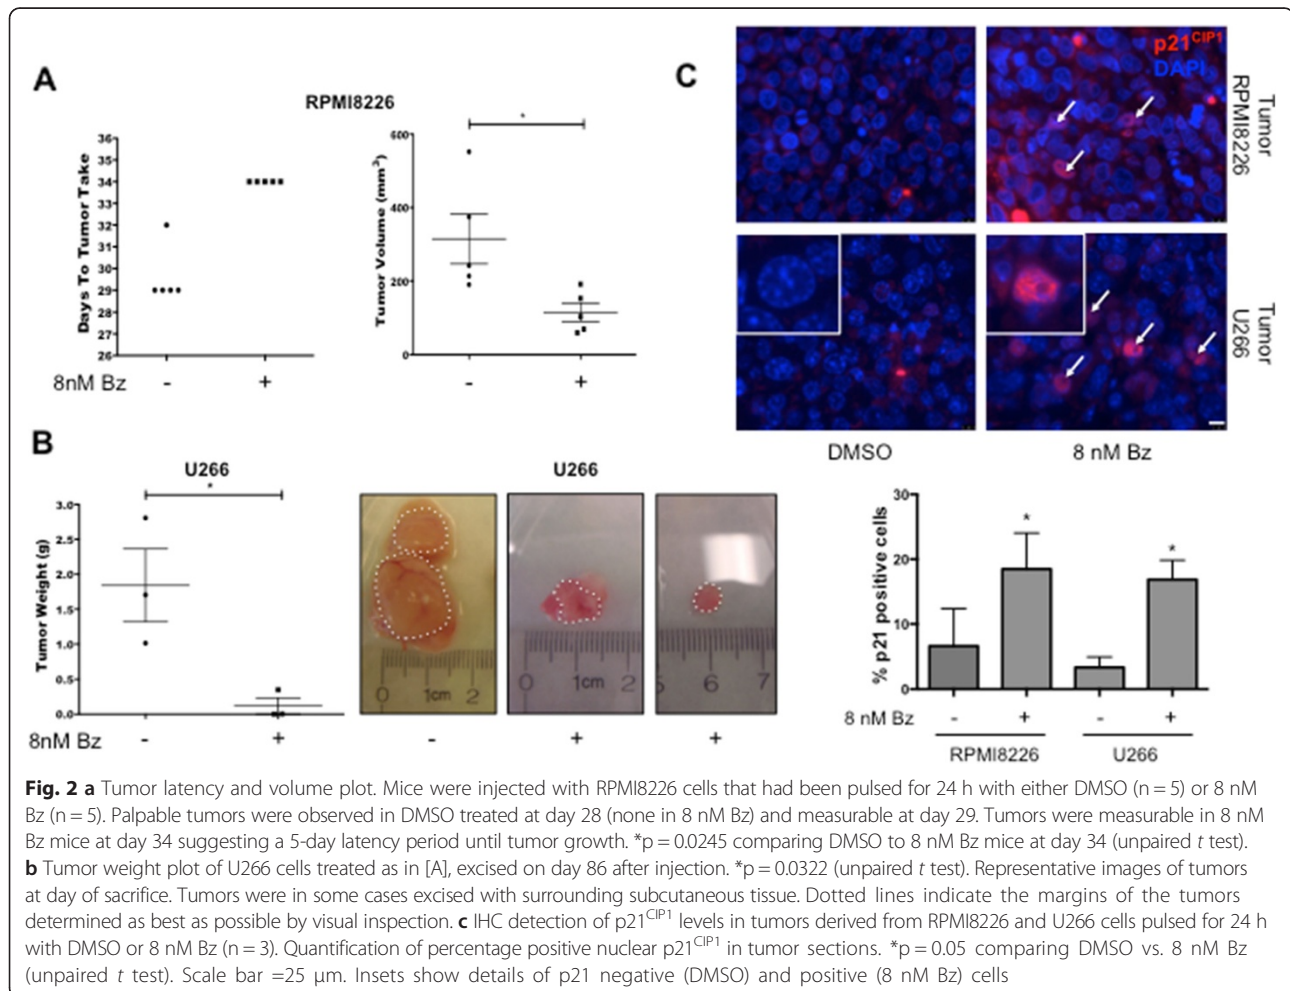 A
RPMI8226
Days To Tumor Take
36
35
34
33
32
31
30
29
28
27
26
8nM Bz
-
+
Tumor Volume (mm³)
*
600
400
200
0
-
+
B
U266
Tumor Weight (g)
*
3.0
2.5
2.0
1.5
1.0
0.5
0.0
8nM Bz
-
+
U266
0 1cm 2
0 1cm 2
5 6 7
-
+
+
C
p21CIP1
DAPI
Tumor
RPMI8226
Tumor
U266
DMSO
8 nM Bz
% p21 positive cells
30
20
10
0
*
*
8 nM Bz
- + - +
RPMI8226
U266
Fig. 2 a Tumor latency and volume plot. Mice were injected with RPMI8226 cells that had been pulsed for 24 h with either DMSO (n = 5) or 8 nM
Bz (n = 5). Palpable tumors were observed in DMSO treated at day 28 (none in 8 nM Bz) and measurable at day 29. Tumors were measurable in 8 nM
Bz mice at day 34 suggesting a 5-day latency period until tumor growth. *p = 0.0245 comparing DMSO to 8 nM Bz mice at day 34 (unpaired t test).
b Tumor weight plot of U266 cells treated as in [A], excised on day 86 after injection. *p = 0.0322 (unpaired t test). Representative images of tumors
at day of sacrifice. Tumors were in some cases excised with surrounding subcutaneous tissue. Dotted lines indicate the margins of the tumors
determined as best as possible by visual inspection. c IHC detection of p21CIP1 levels in tumors derived from RPMI8226 and U266 cells pulsed for 24 h
with DMSO or 8 nM Bz (n = 3). Quantification of percentage positive nuclear p21CIP1 in tumor sections. *p = 0.05 comparing DMSO vs. 8 nM Bz
(unpaired t test). Scale bar =25 μm. Insets show details of p21 negative (DMSO) and positive (8 nM Bz) cells